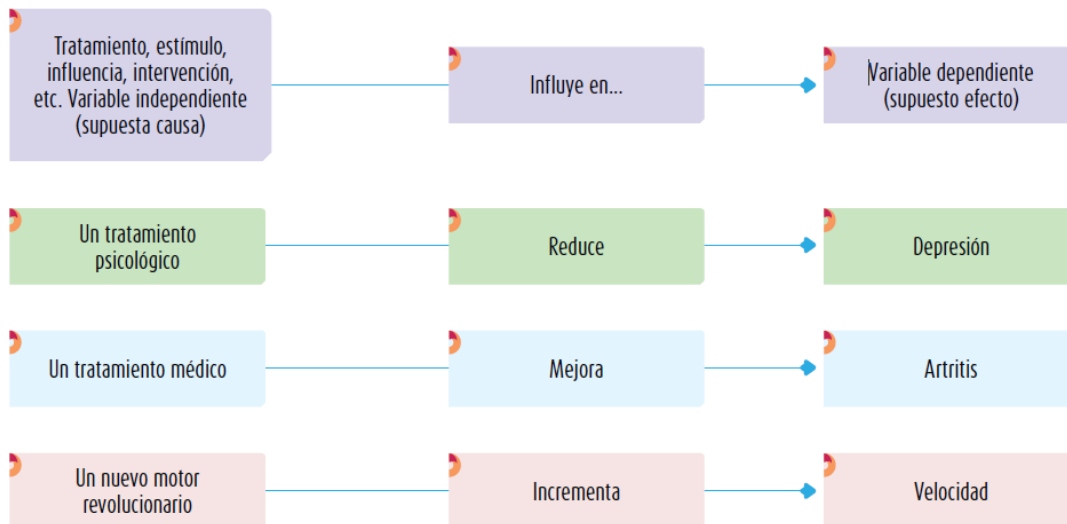 Tratamiento, estímulo,
influencia, intervención,
etc. Variable independiente
(supuesta causa)
Influye en...
Variable dependiente
(supuesto efecto)
Un tratamiento
psicológico
Reduce
Depresión
Un tratamiento médico
Mejora
Artritis
Un nuevo motor
revolucionario
Incrementa
Velocidad